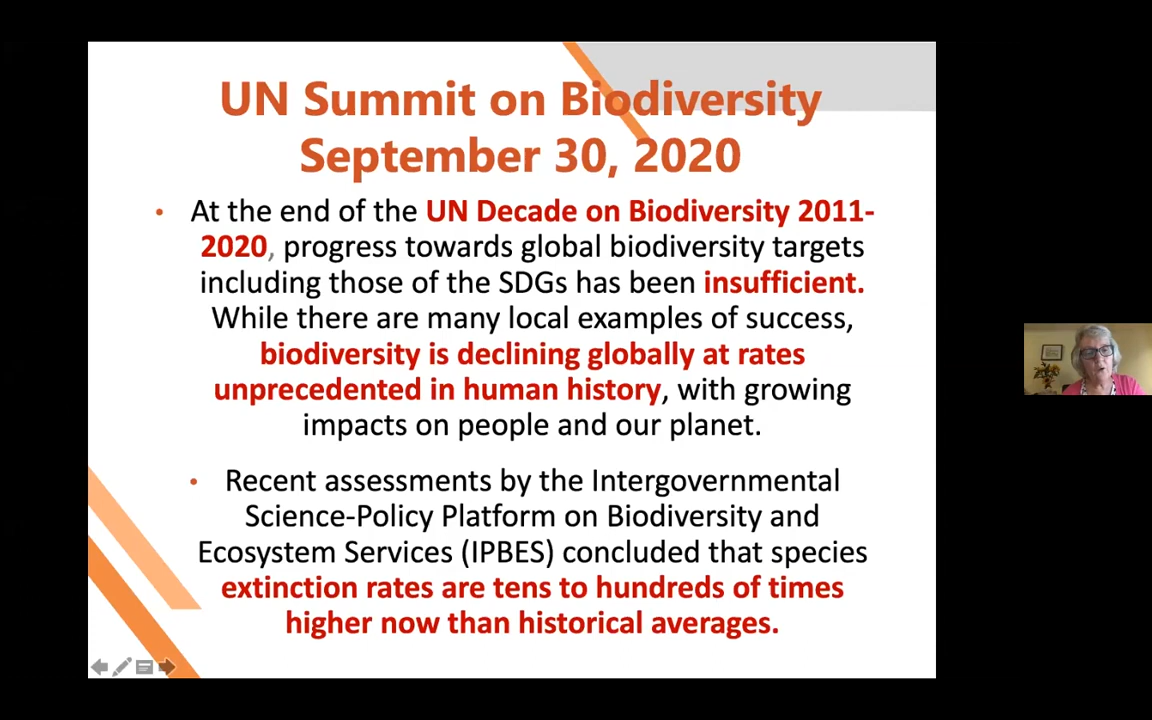 UN Summit on Biodiversity
September 30, 2020
• At the end of the UN Decade on Biodiversity 2011-
2020, progress towards global biodiversity targets
including those of the SDGs has been insufficient.
While there are many local examples of success,
biodiversity is declining globally at rates
unprecedented in human history, with growing
impacts on people and our planet.
• Recent assessments by the Intergovernmental
Science-Policy Platform on Biodiversity and
Ecosystem Services (IPBES) concluded that species
extinction rates are tens to hundreds of times
higher now than historical averages.